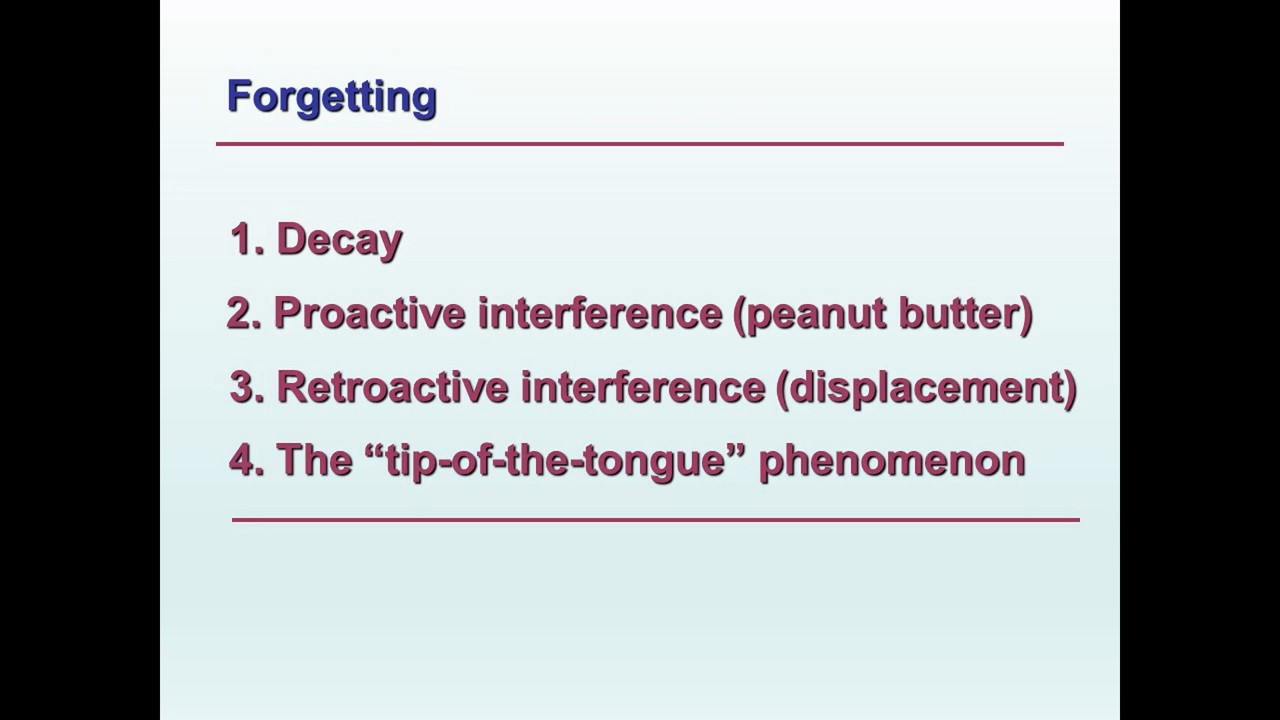 Forgetting
1. Decay
2. Proactive interference (peanut butter)
3. Retroactive interference (displacement)
4. The “tip-of-the-tongue” phenomenon